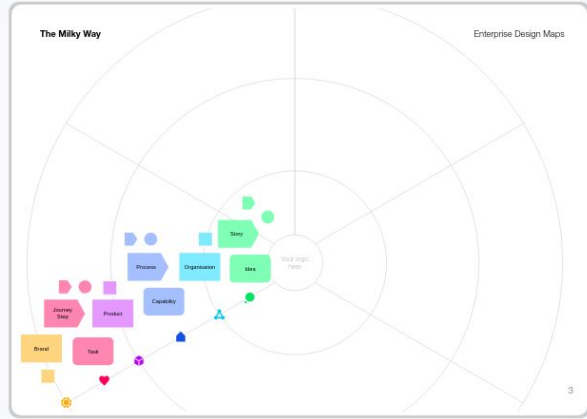 The Milky Way
Enterprise Design Maps
Story
Your logo
here
Process
Organisation
Idea
Capability
Journey
Step
Product
Brand
Task
3